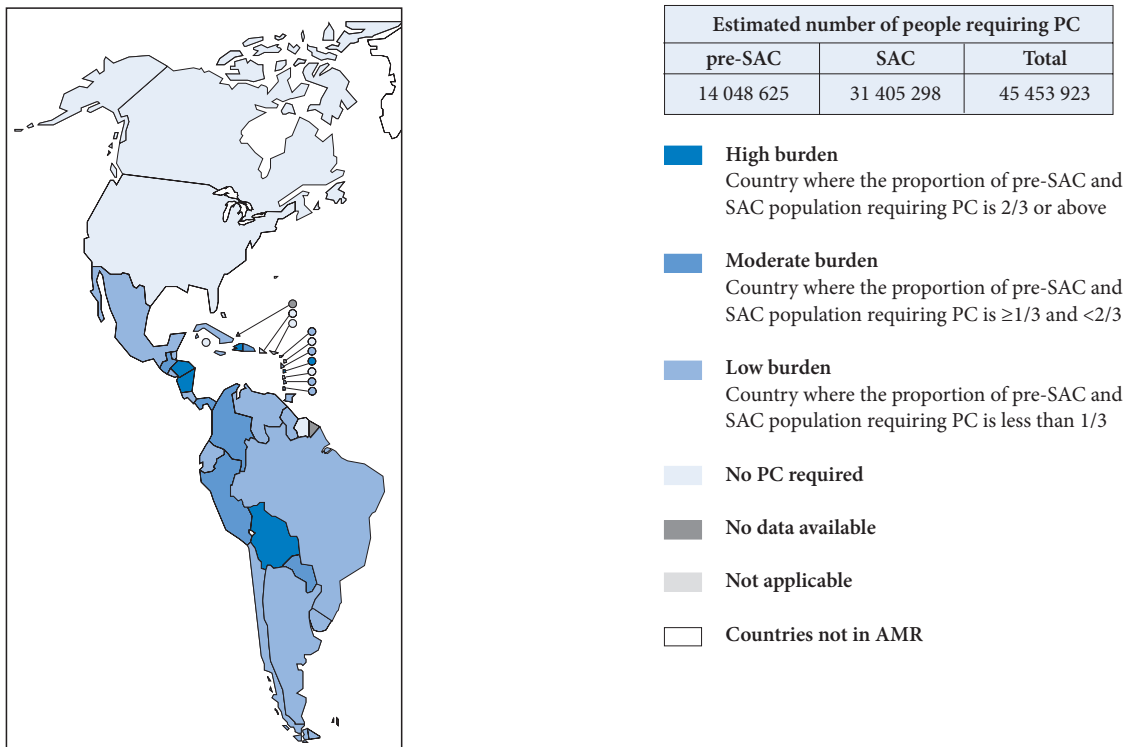 Estimated number of people requiring PC
pre-SAC SAC Total
14 048 625 31 405 298 45 453 923
High burden
Country where the proportion of pre-SAC and
SAC population requiring PC is 2/3 or above
Moderate burden
Country where the proportion of pre-SAC and
SAC population requiring PC is ≥1/3 and <2/3
Low burden
Country where the proportion of pre-SAC and
SAC population requiring PC is less than 1/3
No PC required
No data available
Not applicable
Countries not in AMR